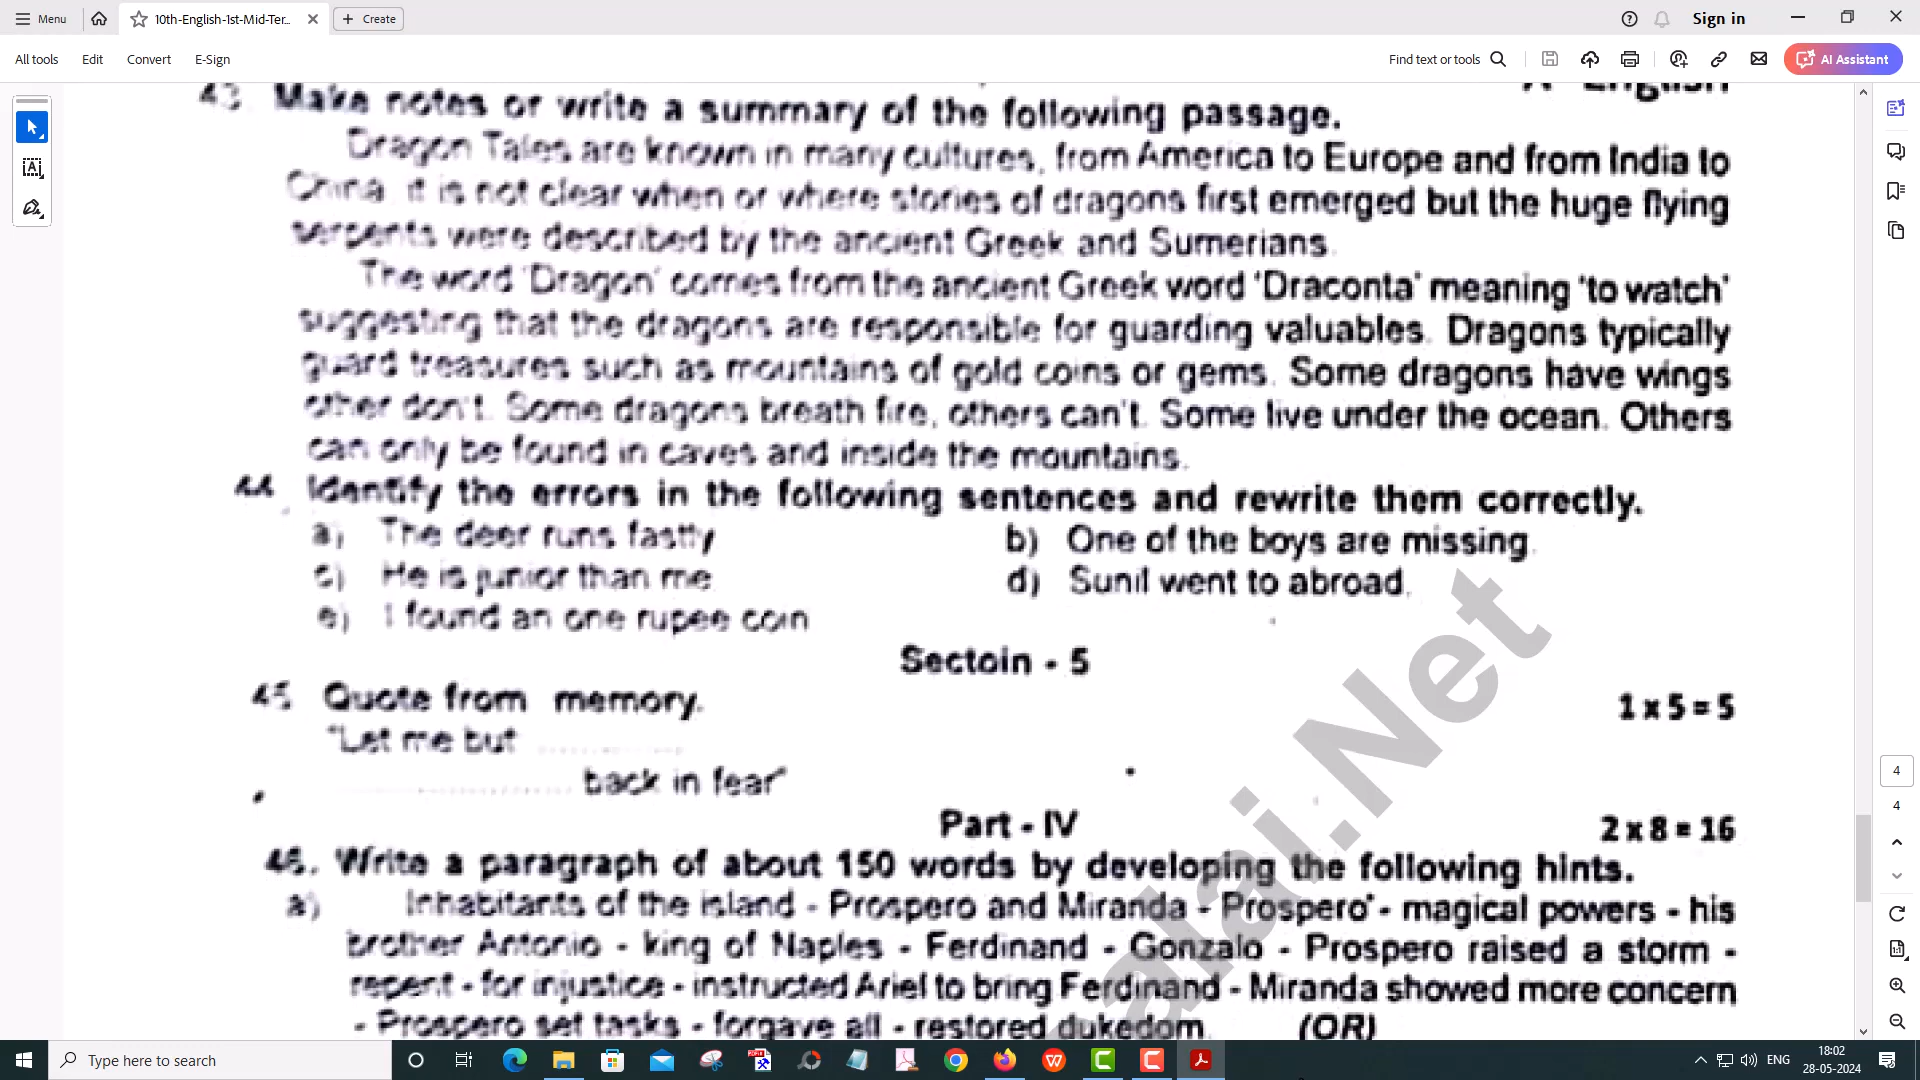 Menu
10th-English-1st-Mid-Ter...
Create
Sign in
All tools Edit Convert E-Sign
Find text or tools
AI Assistant
43. Make notes or write a summary of the following passage.
Dragon Tales are known in many cultures, from America to Europe and from India to
China. It is not clear when or where stories of dragons first emerged but the huge flying
serpents were described by the ancient Greek and Sumerians.
The word 'Dragon' comes from the ancient Greek word 'Draconta' meaning 'to watch'
suggesting that the dragons are responsible for guarding valuables. Dragons typically
guard treasures such as mountains of gold coins or gems. Some dragons have wings
other don't. Some dragons breath fire, others can't. Some live under the ocean. Others
can only be found in caves and inside the mountains.
44. Identify the errors in the following sentences and rewrite them correctly.
a) The deer runs fastly b) One of the boys are missing.
c) He is junior than me d) Sunil went to abroad.
e) I found an one rupee coin
Sectoin - 5
45 Quote from memory. 1 x 5 = 5
"Let me but ..............
........................ back in fear"
Part - IV 2 x 8 = 16
46. Write a paragraph of about 150 words by developing the following hints.
a) Inhabitants of the island - Prospero and Miranda - Prospero' - magical powers - his
brother Antonio - king of Naples - Ferdinand - Gonzalo - Prospero raised a storm -
repent - for injustice - instructed Ariel to bring Ferdinand - Miranda showed more concern
- Prospero set tasks - forgave all - restored dukedom. (OR)
4
4
Type here to search
ENG
18:02
28-05-2024